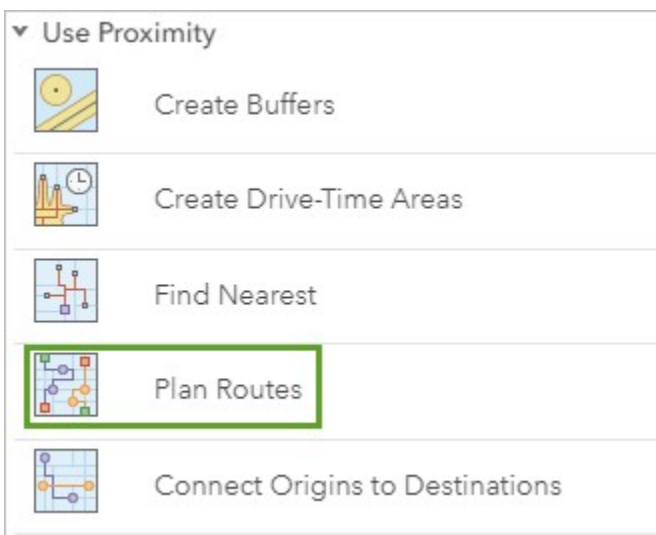 Use Proximity
Create Buffers
Create Drive-Time Areas
Find Nearest
Plan Routes
Connect Origins to Destinations